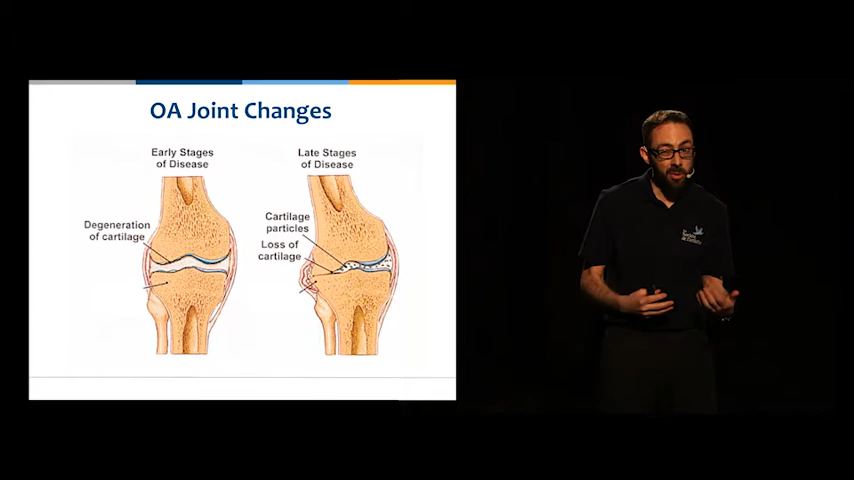 OA Joint Changes
Early Stages
of Disease
Late Stages
of Disease
Degeneration
of cartilage
Cartilage
particles
Loss of
cartilage